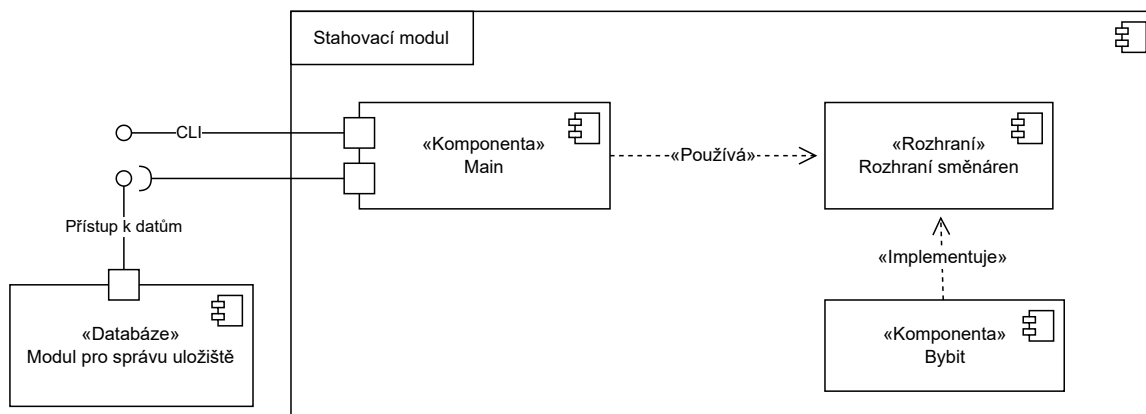 Stahovací modul
CLI
«Komponenta»
Main
«Používá»
«Rozhraní»
Rozhraní směnáren
Přístup k datům
«Implementuje»
«Databáze»
Modul pro správu uložiště
«Komponenta»
Bybit